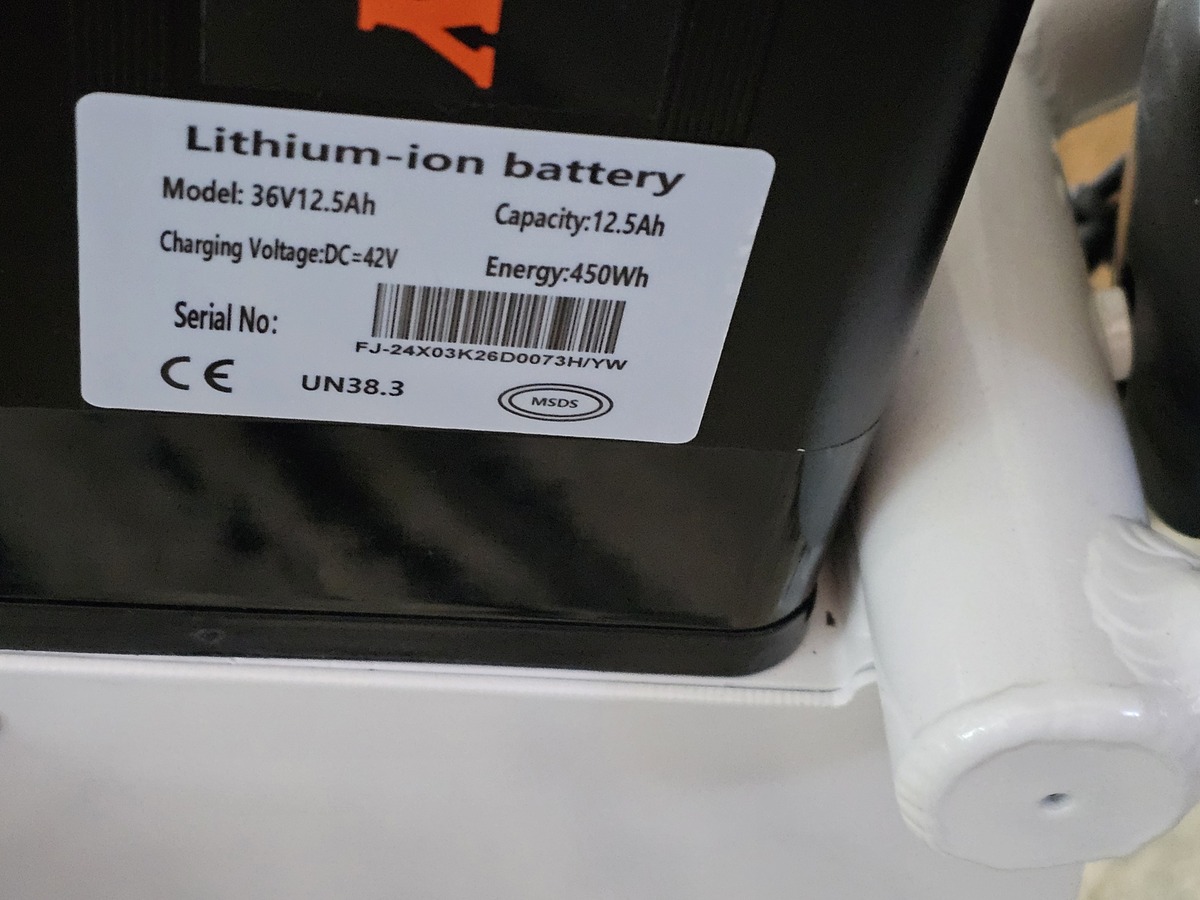 Lithium-ion battery
Model: 36V12.5Ah
Capacity:12.5Ah
Charging Voltage:DC=42V
Energy:450Wh
Serial No:
FJ-24X03K26D0073H/YW
CE
UN38.3
MSDS